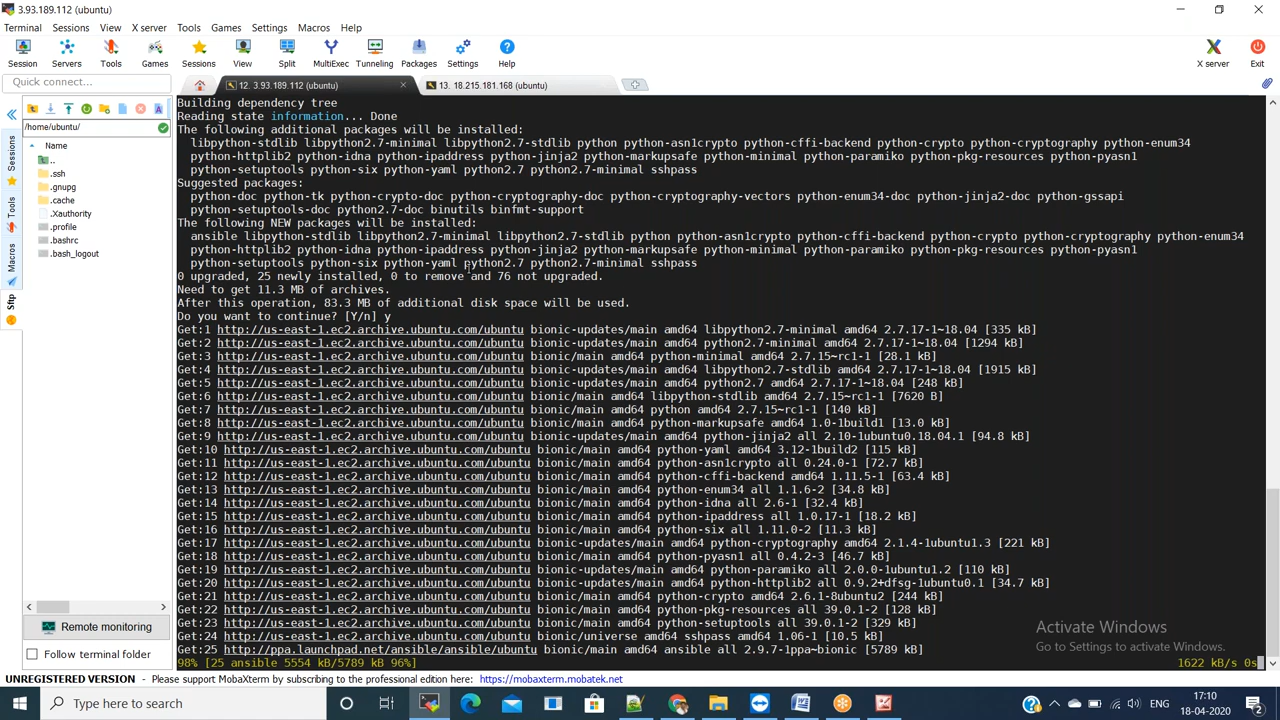 3.93.189.112 (ubuntu)
Terminal Sessions View X server Tools Games Settings Macros Help
Session Servers Tools Games Sessions View Split MultiExec Tunneling Packages Settings Help X server Exit
Quick connect...
12. 3.93.189.112 (ubuntu)
13. 18.215.181.168 (ubuntu)
/home/ubuntu/
Name
..
.ssh
.gnupg
.cache
.Xauthority
.profile
.bashrc
.bash_logout
Sessions
Tools
Macros
Sftp
Remote monitoring
Follow terminal folder
Building dependency tree
Reading state information... Done
The following additional packages will be installed:
libpython-stdlib libpython2.7-minimal libpython2.7-stdlib python python-asn1crypto python-cffi-backend python-crypto python-cryptography python-enum34
python-httplib2 python-idna python-ipaddress python-jinja2 python-markupsafe python-minimal python-paramiko python-pkg-resources python-pyasn1
python-setuptools python-six python-yaml python2.7 python2.7-minimal sshpass
Suggested packages:
python-doc python-tk python-crypto-doc python-cryptography-doc python-cryptography-vectors python-enum34-doc python-jinja2-doc python-gssapi
python-setuptools-doc python2.7-doc binutils binfmt-support
The following NEW packages will be installed:
ansible libpython-stdlib libpython2.7-minimal libpython2.7-stdlib python python-asn1crypto python-cffi-backend python-crypto python-cryptography python-enum34
python-httplib2 python-idna python-ipaddress python-jinja2 python-markupsafe python-minimal python-paramiko python-pkg-resources python-pyasn1
python-setuptools python-six python-yaml python2.7 python2.7-minimal sshpass
0 upgraded, 25 newly installed, 0 to remove and 76 not upgraded.
Need to get 11.3 MB of archives.
After this operation, 83.3 MB of additional disk space will be used.
Do you want to continue? [Y/n] y
Get:1 http://us-east-1.ec2.archive.ubuntu.com/ubuntu bionic-updates/main amd64 libpython2.7-minimal amd64 2.7.17-1~18.04 [335 kB]
Get:2 http://us-east-1.ec2.archive.ubuntu.com/ubuntu bionic-updates/main amd64 python2.7-minimal amd64 2.7.17-1~18.04 [1294 kB]
Get:3 http://us-east-1.ec2.archive.ubuntu.com/ubuntu bionic/main amd64 python-minimal amd64 2.7.15~rc1-1 [28.1 kB]
Get:4 http://us-east-1.ec2.archive.ubuntu.com/ubuntu bionic-updates/main amd64 libpython2.7-stdlib amd64 2.7.17-1~18.04 [1915 kB]
Get:5 http://us-east-1.ec2.archive.ubuntu.com/ubuntu bionic-updates/main amd64 python2.7 amd64 2.7.17-1~18.04 [248 kB]
Get:6 http://us-east-1.ec2.archive.ubuntu.com/ubuntu bionic/main amd64 libpython-stdlib amd64 2.7.15~rc1-1 [7620 B]
Get:7 http://us-east-1.ec2.archive.ubuntu.com/ubuntu bionic/main amd64 python amd64 2.7.15~rc1-1 [140 kB]
Get:8 http://us-east-1.ec2.archive.ubuntu.com/ubuntu bionic/main amd64 python-markupsafe amd64 1.0-1build1 [13.0 kB]
Get:9 http://us-east-1.ec2.archive.ubuntu.com/ubuntu bionic-updates/main amd64 python-jinja2 all 2.10-1ubuntu0.18.04.1 [94.8 kB]
Get:10 http://us-east-1.ec2.archive.ubuntu.com/ubuntu bionic/main amd64 python-yaml amd64 3.12-1build2 [115 kB]
Get:11 http://us-east-1.ec2.archive.ubuntu.com/ubuntu bionic/main amd64 python-asn1crypto all 0.24.0-1 [72.7 kB]
Get:12 http://us-east-1.ec2.archive.ubuntu.com/ubuntu bionic/main amd64 python-cffi-backend amd64 1.11.5-1 [63.4 kB]
Get:13 http://us-east-1.ec2.archive.ubuntu.com/ubuntu bionic/main amd64 python-enum34 all 1.1.6-2 [34.8 kB]
Get:14 http://us-east-1.ec2.archive.ubuntu.com/ubuntu bionic/main amd64 python-idna all 2.6-1 [32.4 kB]
Get:15 http://us-east-1.ec2.archive.ubuntu.com/ubuntu bionic/main amd64 python-ipaddress all 1.0.17-1 [18.2 kB]
Get:16 http://us-east-1.ec2.archive.ubuntu.com/ubuntu bionic/main amd64 python-six all 1.11.0-2 [11.3 kB]
Get:17 http://us-east-1.ec2.archive.ubuntu.com/ubuntu bionic-updates/main amd64 python-cryptography amd64 2.1.4-1ubuntu1.3 [221 kB]
Get:18 http://us-east-1.ec2.archive.ubuntu.com/ubuntu bionic/main amd64 python-pyasn1 all 0.4.2-3 [46.7 kB]
Get:19 http://us-east-1.ec2.archive.ubuntu.com/ubuntu bionic-updates/main amd64 python-paramiko all 2.0.0-1ubuntu1.2 [110 kB]
Get:20 http://us-east-1.ec2.archive.ubuntu.com/ubuntu bionic-updates/main amd64 python-httplib2 all 0.9.2+dfsg-1ubuntu0.1 [34.7 kB]
Get:21 http://us-east-1.ec2.archive.ubuntu.com/ubuntu bionic/main amd64 python-crypto amd64 2.6.1-8ubuntu2 [244 kB]
Get:22 http://us-east-1.ec2.archive.ubuntu.com/ubuntu bionic/main amd64 python-pkg-resources all 39.0.1-2 [128 kB]
Get:23 http://us-east-1.ec2.archive.ubuntu.com/ubuntu bionic/main amd64 python-setuptools all 39.0.1-2 [329 kB]
Get:24 http://us-east-1.ec2.archive.ubuntu.com/ubuntu bionic/universe amd64 sshpass amd64 1.06-1 [10.5 kB]
Get:25 http://ppa.launchpad.net/ansible/ansible/ubuntu bionic/main amd64 ansible all 2.9.7-1ppa~bionic [5789 kB]
98% [25 ansible 5554 kB/5789 kB 96%] 1622 kB/s 0s
Activate Windows
Go to Settings to activate Windows.
UNREGISTERED VERSION - Please support MobaXterm by subscribing to the professional edition here: https://mobaxterm.mobatek.net
Type here to search
ENG
17:10
18-04-2020
2